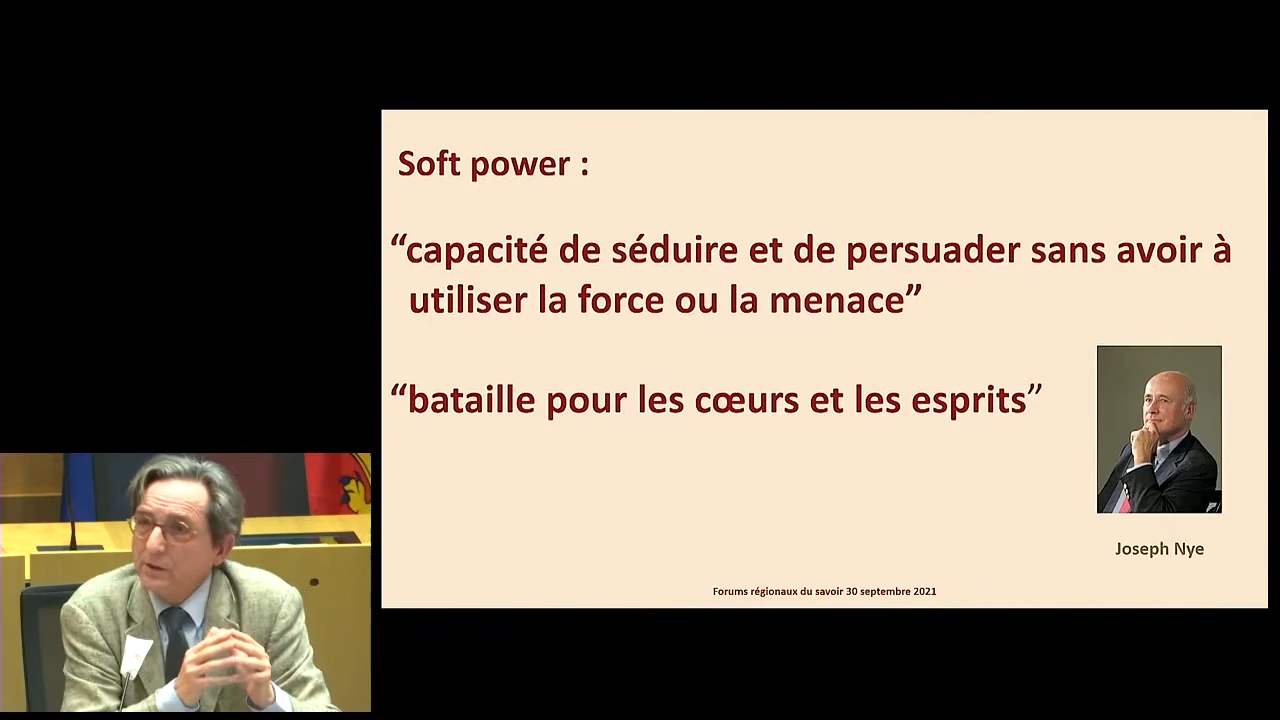 Soft power :
“capacité de séduire et de persuader sans avoir à
utiliser la force ou la menace”
“bataille pour les cœurs et les esprits”
Joseph Nye
Forums régionaux du savoir 30 septembre 2021